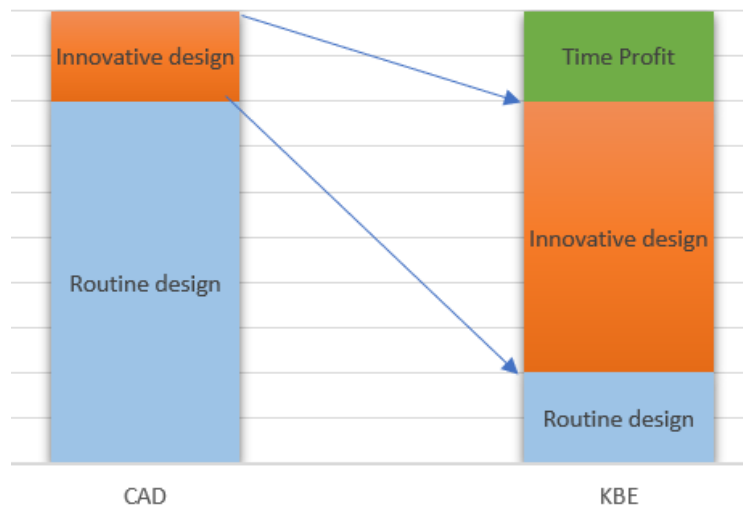 Innovative design
Time Profit
Innovative design
Routine design
Routine design
CAD
KBE